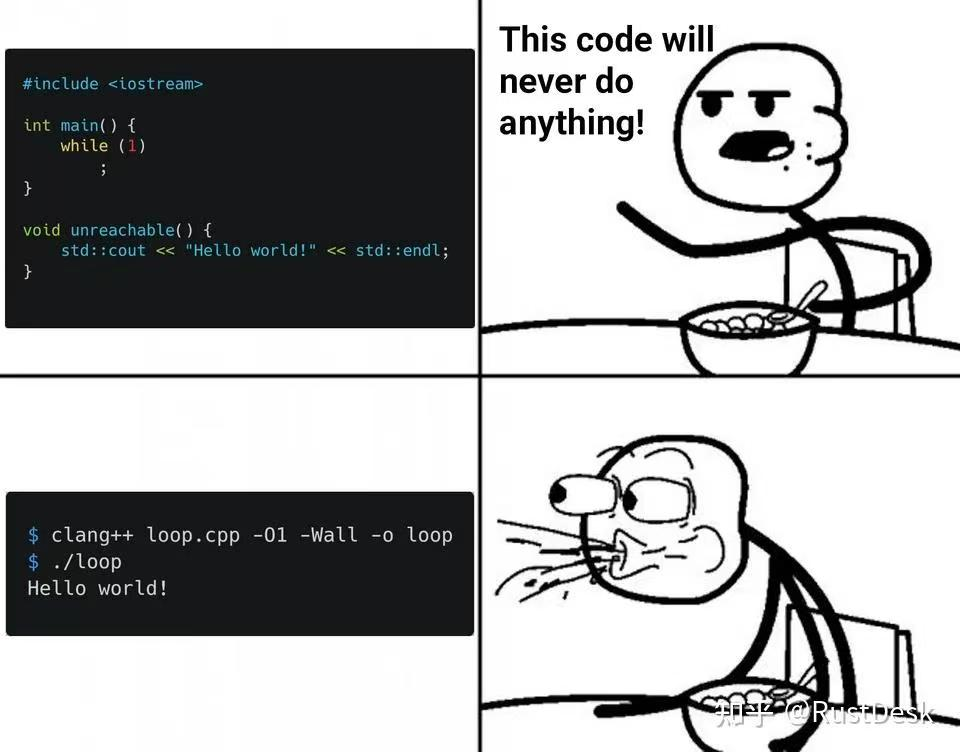 #include <iostream>
int main() {
    while (1)
        ;
}
void unreachable() {
    std::cout << "Hello world!" << std::endl;
}
This code will
never do
anything!
$ clang++ loop.cpp -O1 -Wall -o loop
$ ./loop
Hello world!
知乎 @RustDesk